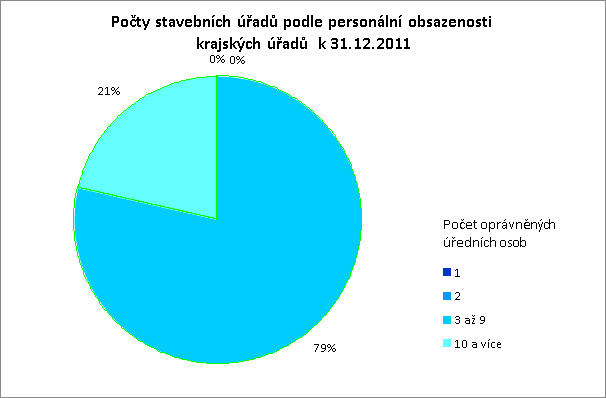 Počty stavebních úřadů podle personální obsazenosti
krajských úřadů k 31.12.2011
0% 0%
21%
79%
Počet oprávněných
úředních osob
1
2
3 až 9
10 a více